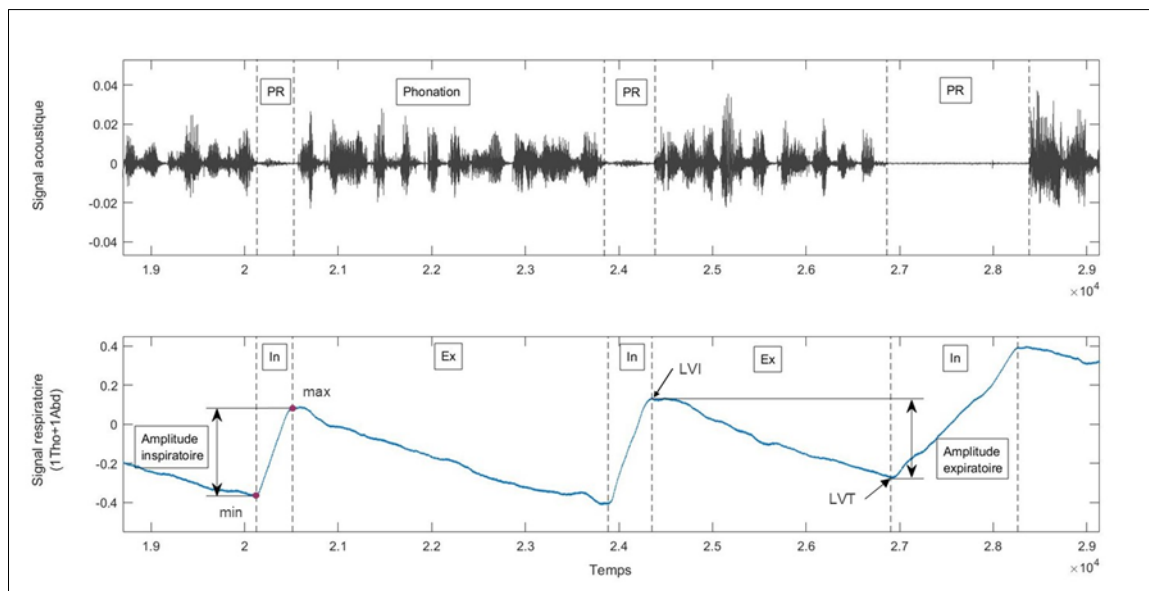 PR Phonation PR PR
0.04
0.02
0
-0.02
-0.04
Signal acoustique
1.9 2 2.1 2.2 2.3 2.4 2.5 2.6 2.7 2.8 2.9
×10⁴
In Ex In Ex In
LVI
max
0.4
0.2
0
-0.2
-0.4
Signal respiratoire
(1Tho+1Abd)
Amplitude
inspiratoire
Amplitude
expiratoire
min
LVT
1.9 2 2.1 2.2 2.3 2.4 2.5 2.6 2.7 2.8 2.9
Temps
×10⁴